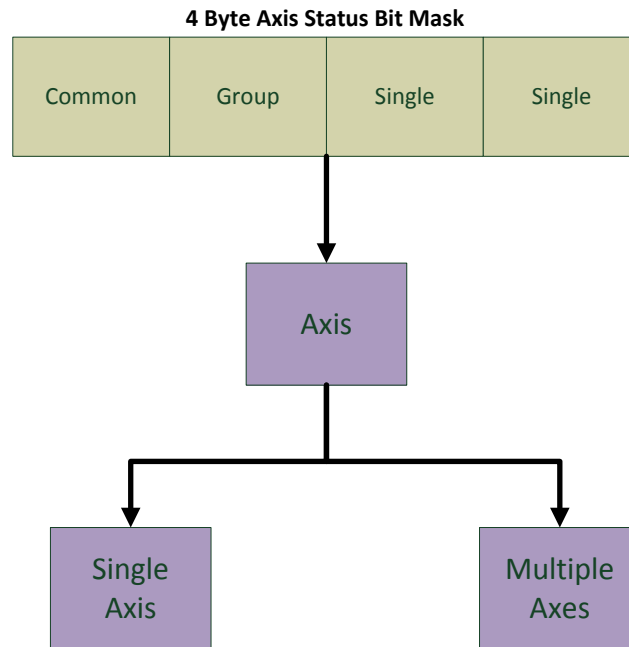 4 Byte Axis Status Bit Mask
Common Group Single Single
Axis
Single
Axis
Multiple
Axes